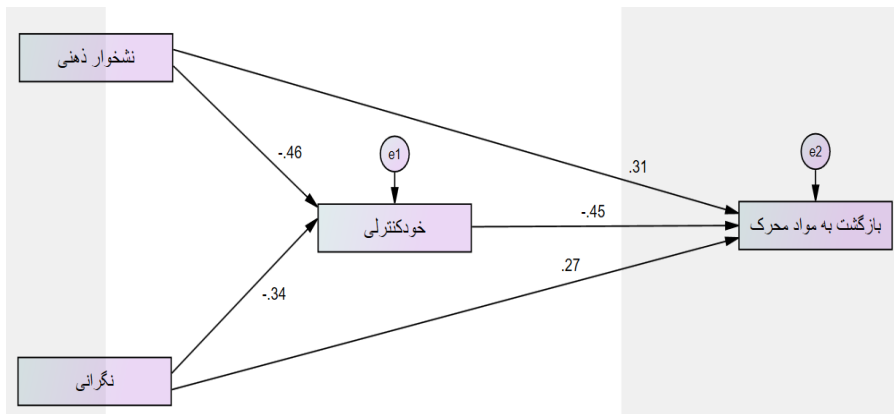 نشخوار ذهنی
-.46
.31
e1
e2
خودکنترلی
-.45
بازگشت به مواد محرک
-.34
.27
نگرانی